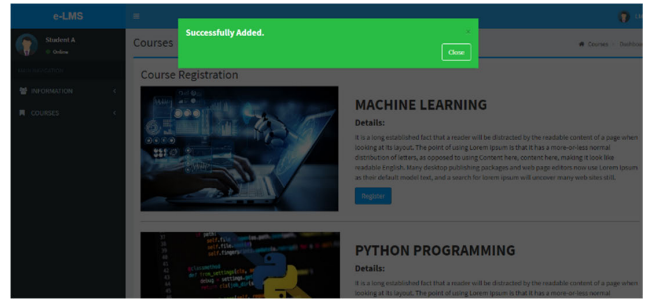 e-LMS
Student A
Online
Successfully Added.
×
Close
Courses
Courses
INFORMATION
COURSES
Course Registration
MACHINE LEARNING
Details:
It is a long established fact that a reader will be distracted by the readable content of a page when
looking at its layout. The point of using Lorem Ipsum is that it has a more-or-less normal
distribution of letters, as opposed to using Content here, content here, making it look like
readable English. Many desktop publishing packages and web page editors now use Lorem Ipsum
as their default model text, and a search for lorem ipsum will uncover many web sites still.
Register
PYTHON PROGRAMMING
Details:
It is a long established fact that a reader will be distracted by the readable content of a page when
looking at its layout. The point of using Lorem Ipsum is that it has a more-or-less normal